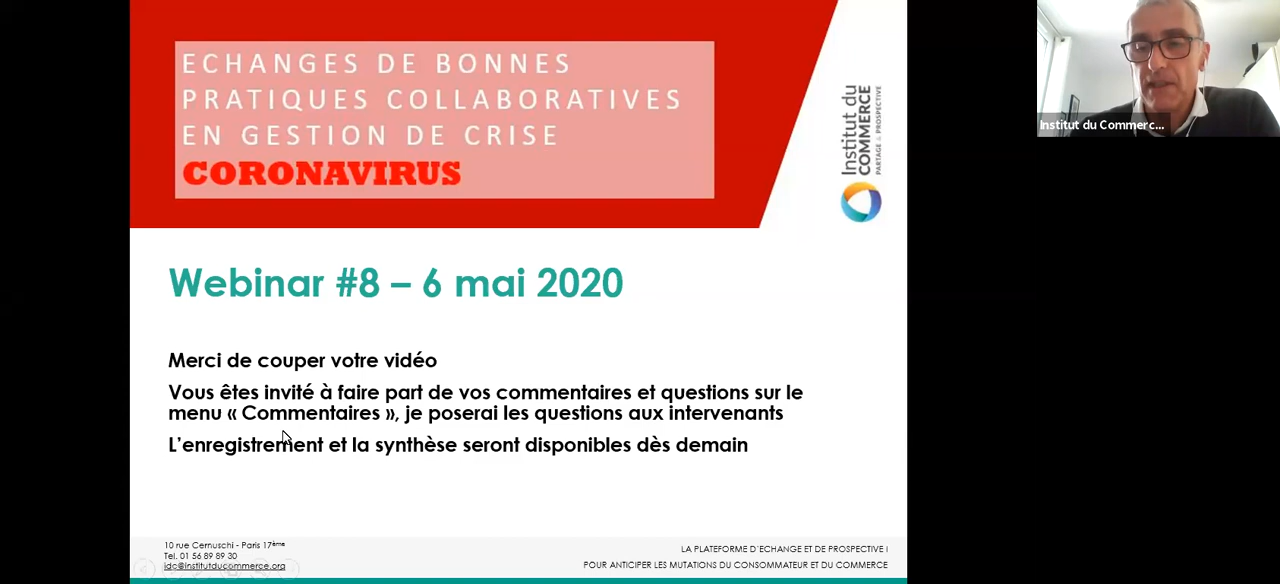 ECHANGES DE BONNES
PRATIQUES COLLABORATIVES
EN GESTION DE CRISE
CORONAVIRUS
Institut du
COMMERCE
PARTAGE & PROSPECTIVE
Institut du Commerc...
Webinar #8 – 6 mai 2020
Merci de couper votre vidéo
Vous êtes invité à faire part de vos commentaires et questions sur le
menu « Commentaires », je poserai les questions aux intervenants
L’enregistrement et la synthèse seront disponibles dès demain
10 rue Cernuschi - Paris 17ème
Tel. 01 56 89 89 30
idc@institutducommerce.org
LA PLATEFORME D’ECHANGE ET DE PROSPECTIVE I
POUR ANTICIPER LES MUTATIONS DU CONSOMMATEUR ET DU COMMERCE